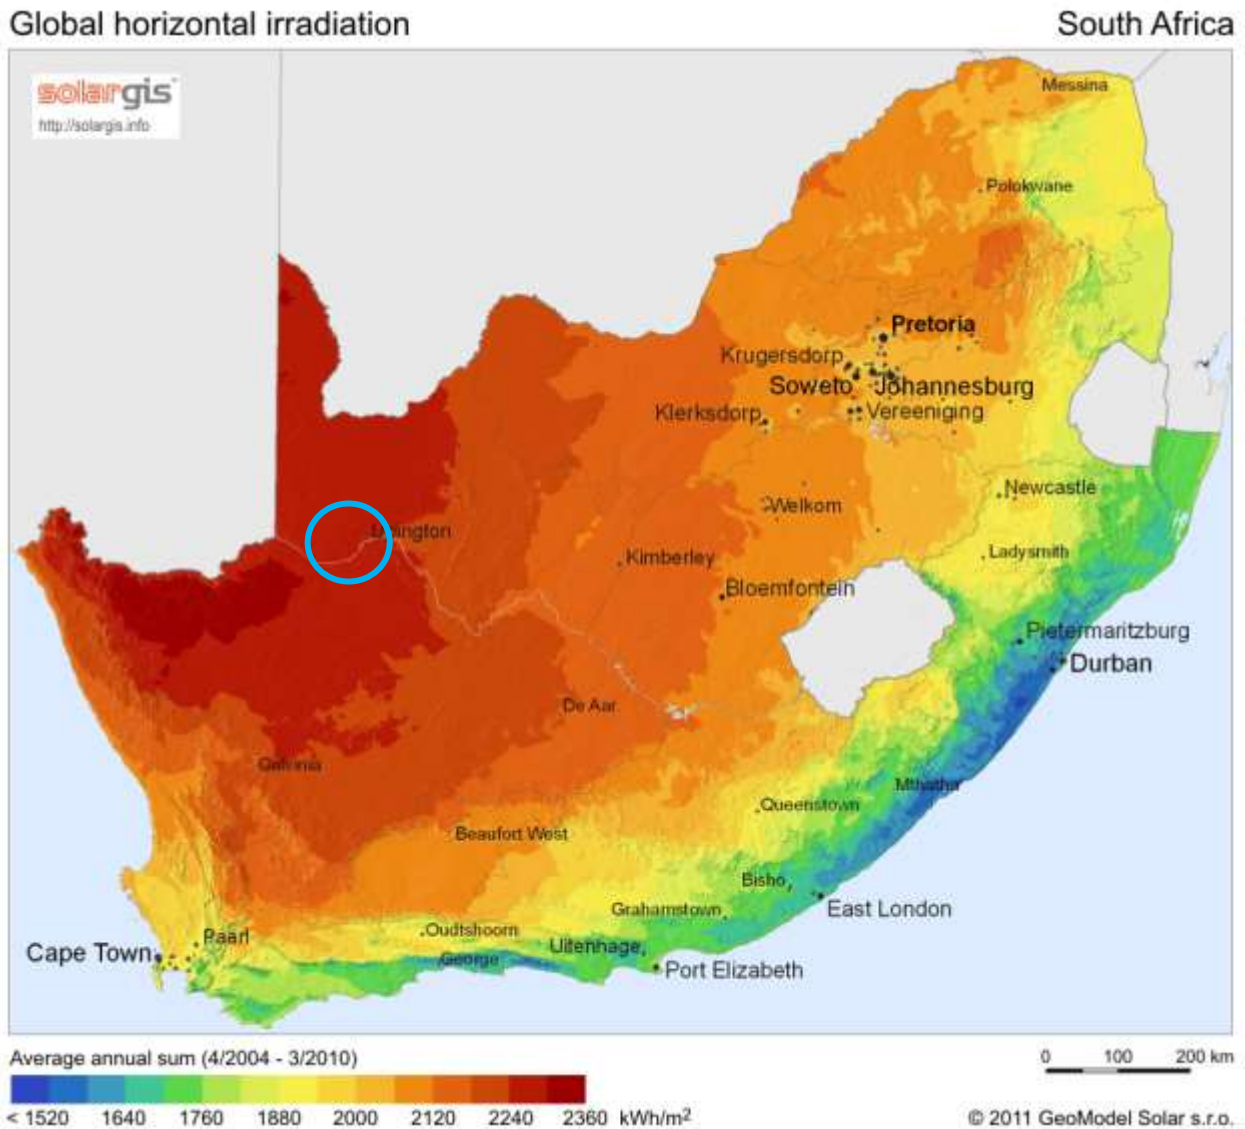 Global horizontal irradiation
South Africa
solargis
http://solargis.info
Messina
Polokwane
Pretoria
Krugersdorp
Soweto
Johannesburg
Klerksdorp
Vereeniging
Newcastle
Welkom
Ladysmith
Kimberley
Bloemfontein
Pietermaritzburg
Durban
De Aar
Calvinia
Mthatha
Queenstown
Beaufort West
Bisho
East London
Grahamstown
Oudtshoorn
Paarl
Cape Town
Uitenhage
George
Port Elizabeth
Average annual sum (4/2004 - 3/2010)
0 100 200 km
< 1520 1640 1760 1880 2000 2120 2240 2360 kWh/m²
© 2011 GeoModel Solar s.r.o.